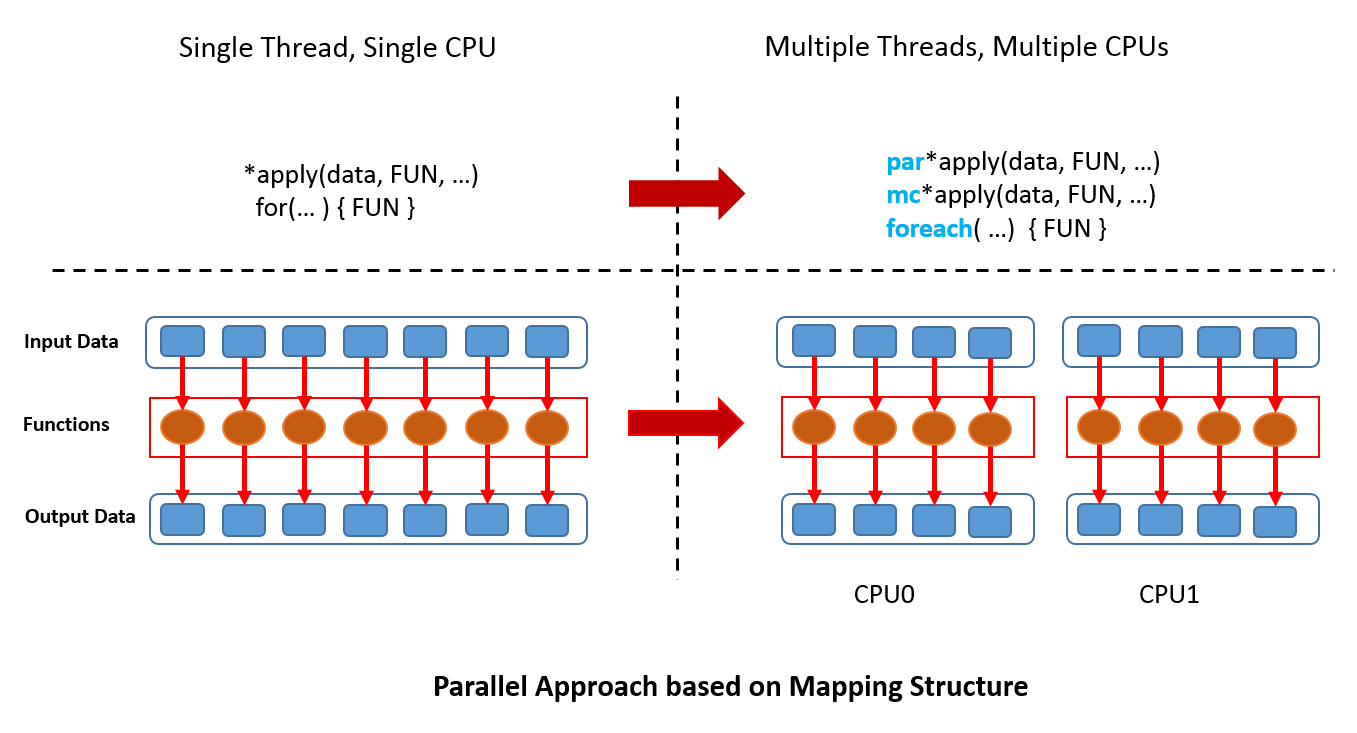 Single Thread, Single CPU
Multiple Threads, Multiple CPUs
*apply(data, FUN, …)
for(… ) { FUN }
par*apply(data, FUN, …)
mc*apply(data, FUN, …)
foreach( …)  { FUN }
Input Data
Functions
Output Data
CPU0
CPU1
Parallel Approach based on Mapping Structure